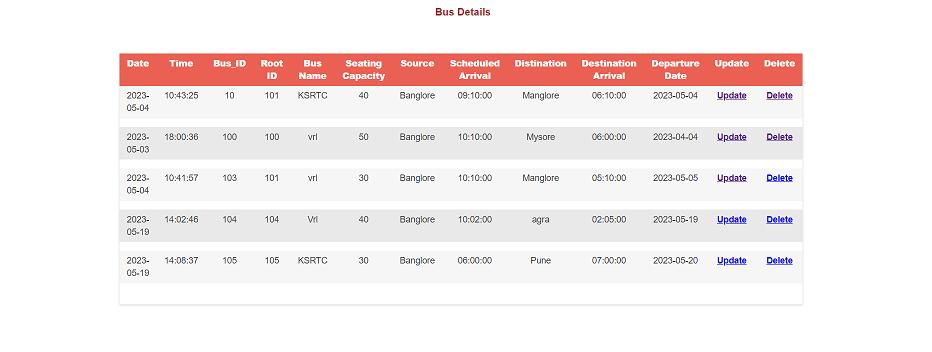 Bus Details
Date Time Bus_ID Root ID Bus Name Seating Capacity Source Scheduled Arrival Distination Destination Arrival Departure Date Update Delete
2023-05-04 10:43:25 10 101 KSRTC 40 Banglore 09:10:00 Manglore 06:10:00 2023-05-04 Update Delete
2023-05-03 18:00:36 100 100 vrl 50 Banglore 10:10:00 Mysore 06:00:00 2023-04-04 Update Delete
2023-05-04 10:41:57 103 101 vrl 30 Banglore 10:10:00 Manglore 05:10:00 2023-05-05 Update Delete
2023-05-19 14:02:46 104 104 Vrl 40 Banglore 10:02:00 agra 02:05:00 2023-05-19 Update Delete
2023-05-19 14:08:37 105 105 KSRTC 30 Banglore 06:00:00 Pune 07:00:00 2023-05-20 Update Delete